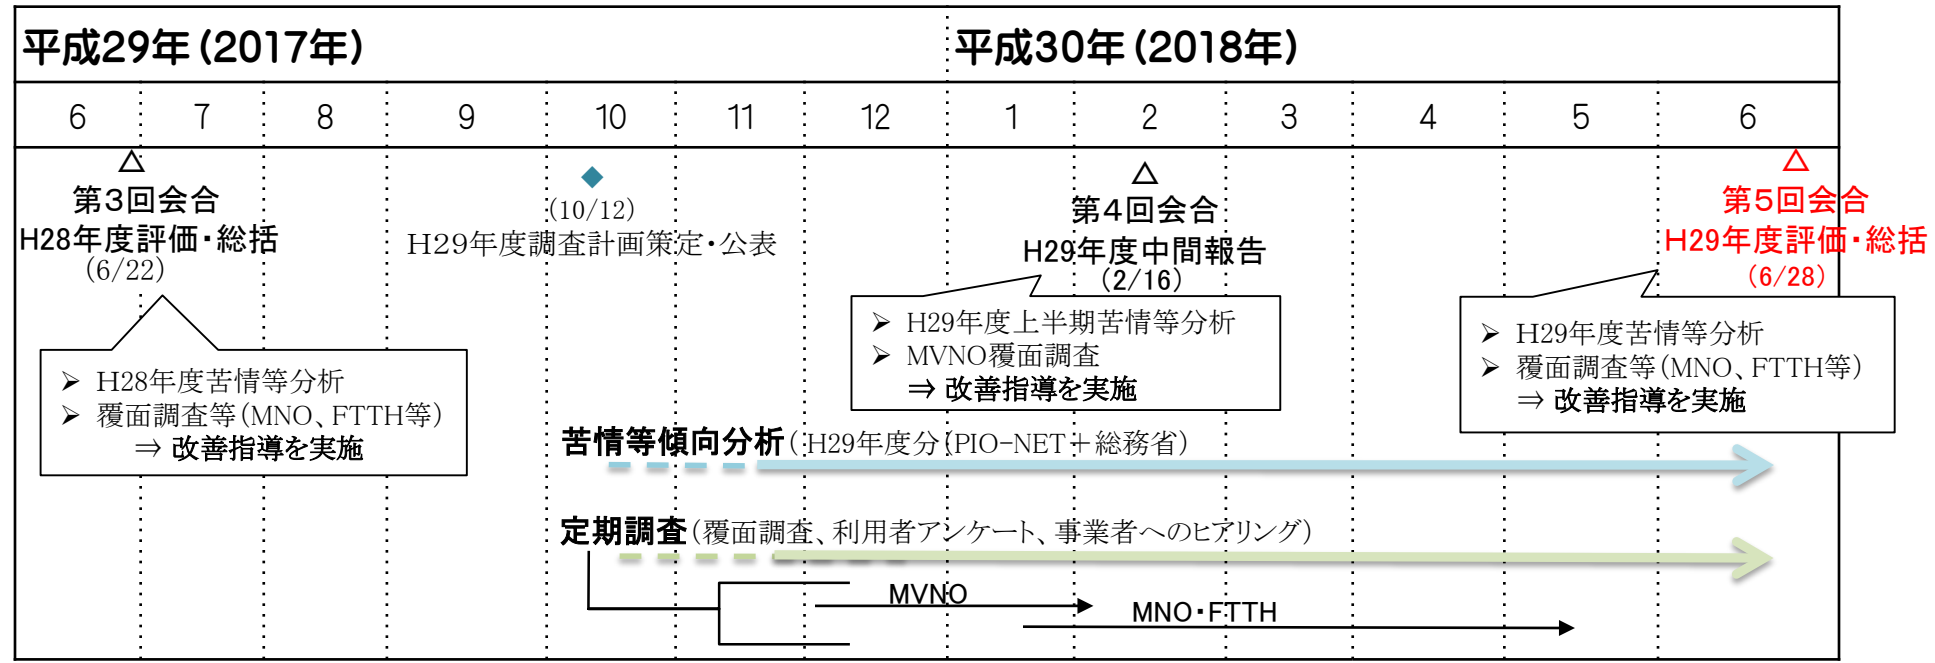 平成29年(2017年)
平成30年(2018年)
6 7 8 9 10 11 12 1 2 3 4 5 6
△
第3回会合
H28年度評価・総括
(6/22)
➢ H28年度苦情等分析
➢ 覆面調査等(MNO、FTTH等)
⇒ 改善指導を実施
◆
(10/12)
H29年度調査計画策定・公表
△
第4回会合
H29年度中間報告
(2/16)
➢ H29年度上半期苦情等分析
➢ MVNO覆面調査
⇒ 改善指導を実施
△
第5回会合
H29年度評価・総括
(6/28)
➢ H29年度苦情等分析
➢ 覆面調査等(MNO、FTTH等)
⇒ 改善指導を実施
苦情等傾向分析(H29年度分(PIO-NET+総務省)
定期調査(覆面調査、利用者アンケート、事業者へのヒアリング)
MVNO
MNO・FTTH